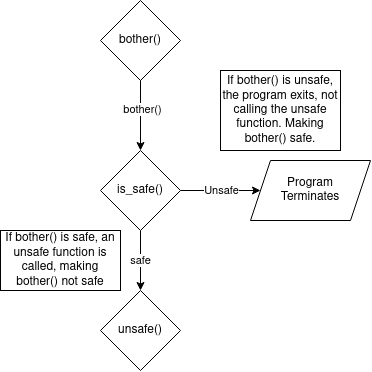 bother()
If bother() is unsafe,
the program exits, not
calling the unsafe
function. Making
bother() safe.
bother()
is_safe()
Unsafe
Program
Terminates
If bother() is safe, an
unsafe function is
called, making
bother() not safe
safe
unsafe()